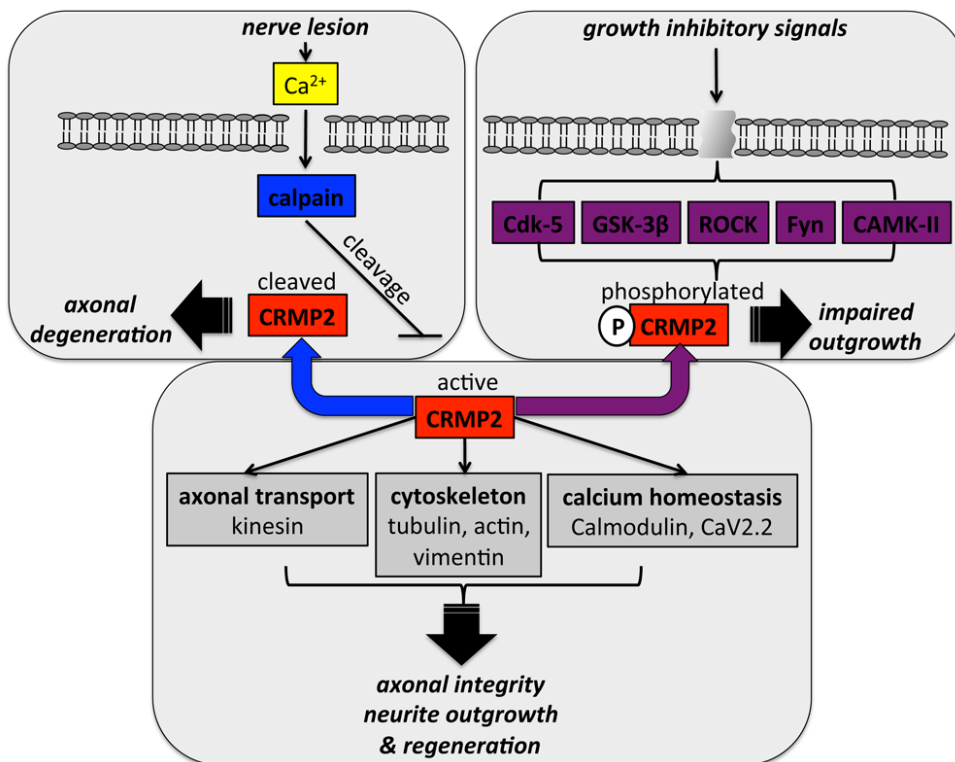 nerve lesion
Ca²⁺
calpain
cleavage
cleaved
CRMP2
axonal
degeneration
growth inhibitory signals
Cdk-5
GSK-3β
ROCK
Fyn
CAMK-II
phosphorylated
P
CRMP2
impaired
outgrowth
active
CRMP2
axonal transport
kinesin
cytoskeleton
tubulin, actin,
vimentin
calcium homeostasis
Calmodulin, CaV2.2
axonal integrity
neurite outgrowth
& regeneration